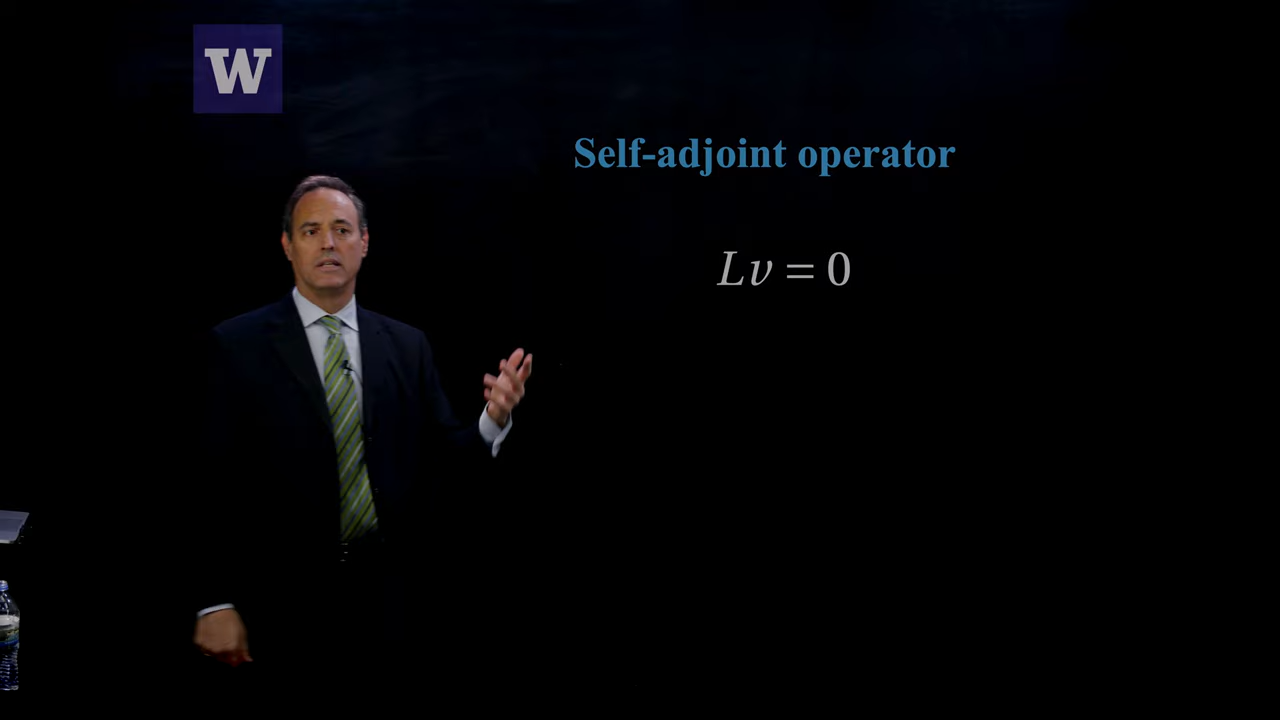 W
Self-adjoint operator
Lv = 0